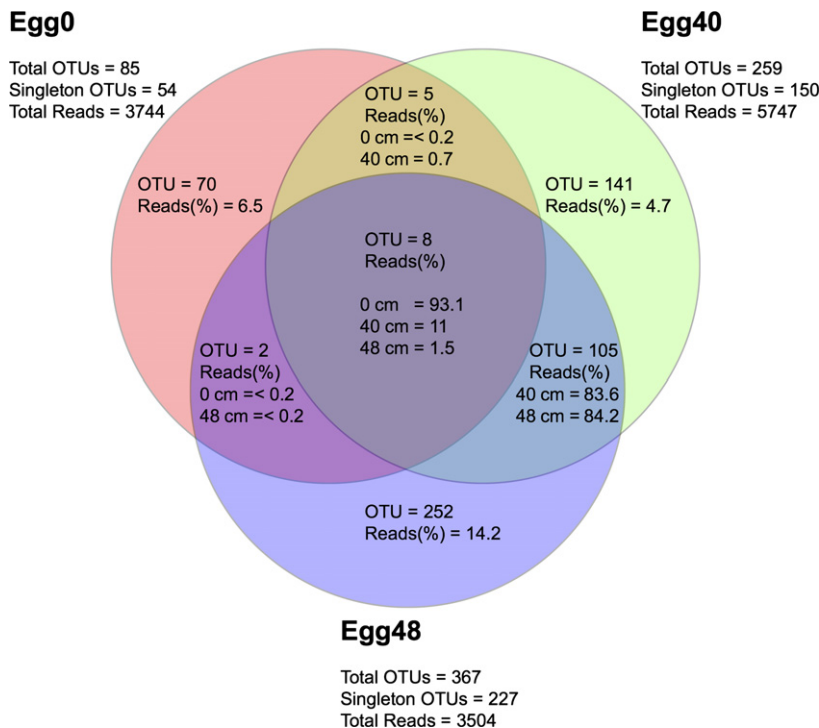 Egg0
Total OTUs = 85
Singleton OTUs = 54
Total Reads = 3744
Egg40
Total OTUs = 259
Singleton OTUs = 150
Total Reads = 5747
OTU = 5
Reads(%)
0 cm =< 0.2
40 cm = 0.7
OTU = 70
Reads(%) = 6.5
OTU = 141
Reads(%) = 4.7
OTU = 8
Reads(%)
0 cm = 93.1
40 cm = 11
48 cm = 1.5
OTU = 2
Reads(%)
0 cm =< 0.2
48 cm =< 0.2
OTU = 105
Reads(%)
40 cm = 83.6
48 cm = 84.2
OTU = 252
Reads(%) = 14.2
Egg48
Total OTUs = 367
Singleton OTUs = 227
Total Reads = 3504